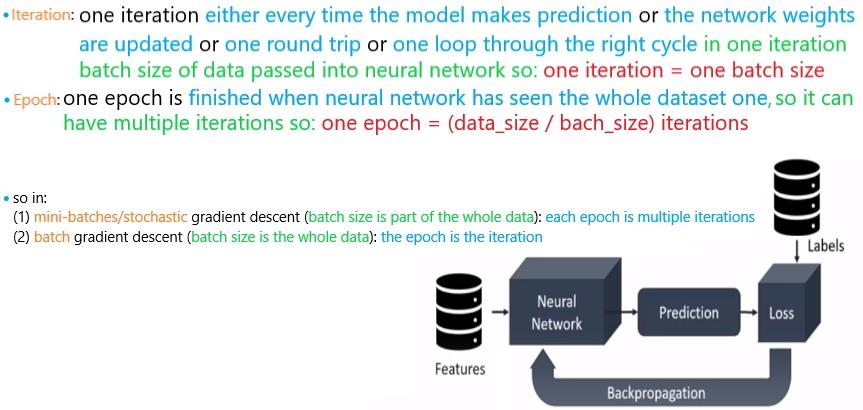 •Iteration: one iteration either every time the model makes prediction or the network weights
are updated or one round trip or one loop through the right cycle in one iteration
batch size of data passed into neural network so: one iteration = one batch size
•Epoch: one epoch is finished when neural network has seen the whole dataset one, so it can
have multiple iterations so: one epoch = (data_size / bach_size) iterations
• so in:
(1) mini-batches/stochastic gradient descent (batch size is part of the whole data): each epoch is multiple iterations
(2) batch gradient descent (batch size is the whole data): the epoch is the iteration
Labels
Neural
Network
Prediction
Loss
Features
Backpropagation